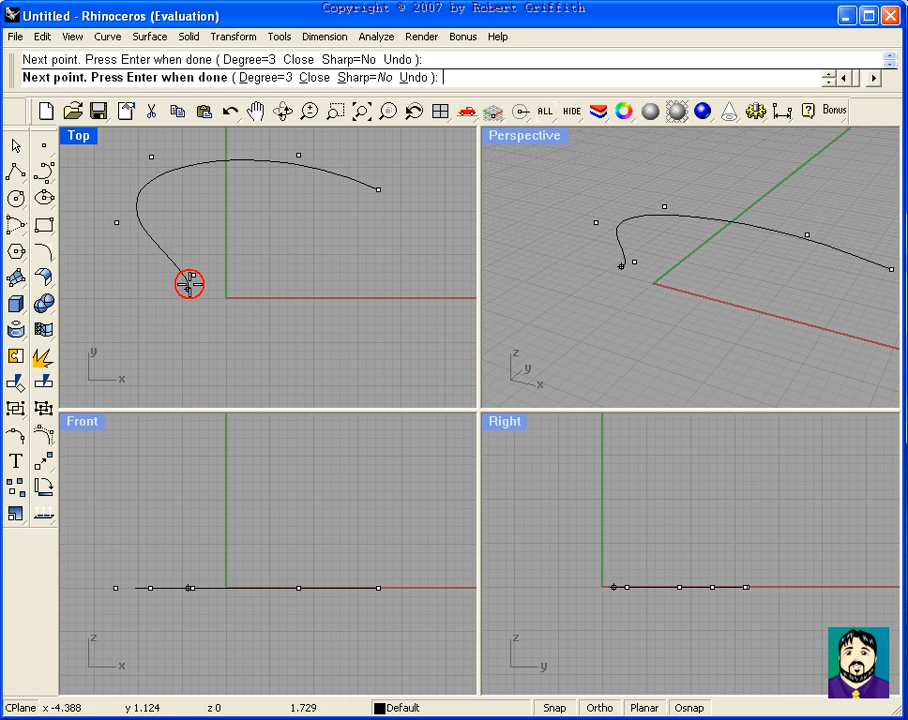 Copyright © 2007 by Robert Griffith
Untitled - Rhinoceros (Evaluation)
File Edit View Curve Surface Solid Transform Tools Dimension Analyze Render Bonus Help
Next point. Press Enter when done ( Degree=3 Close Sharp=No Undo ):
Next point. Press Enter when done ( Degree=3 Close Sharp=No Undo ):
ALL HIDE Bonus
Top
Perspective
y
x
z
y
x
Front
Right
z
x
z
y
T
CPlane x -4.388 y 1.124 z 0 1.729 Default Snap Ortho Planar Osnap